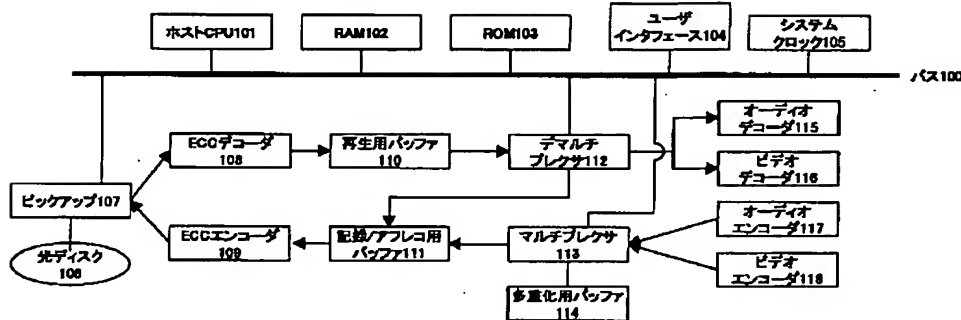 ホストCPU101
RAM102
ROM103
ユーザ
インタフェース104
システム
クロック105
バス100
ECCデコーダ
108
再生用バッファ
110
デマルチ
プレクサ112
オーディオ
デコーダ115
ビデオ
デコーダ116
ピックアップ107
光ディスク
106
ECCエンコーダ
109
記録/アフレコ用
バッファ111
マルチプレクサ
113
オーディオ
エンコーダ117
ビデオ
エンコーダ118
多重化用バッファ
114